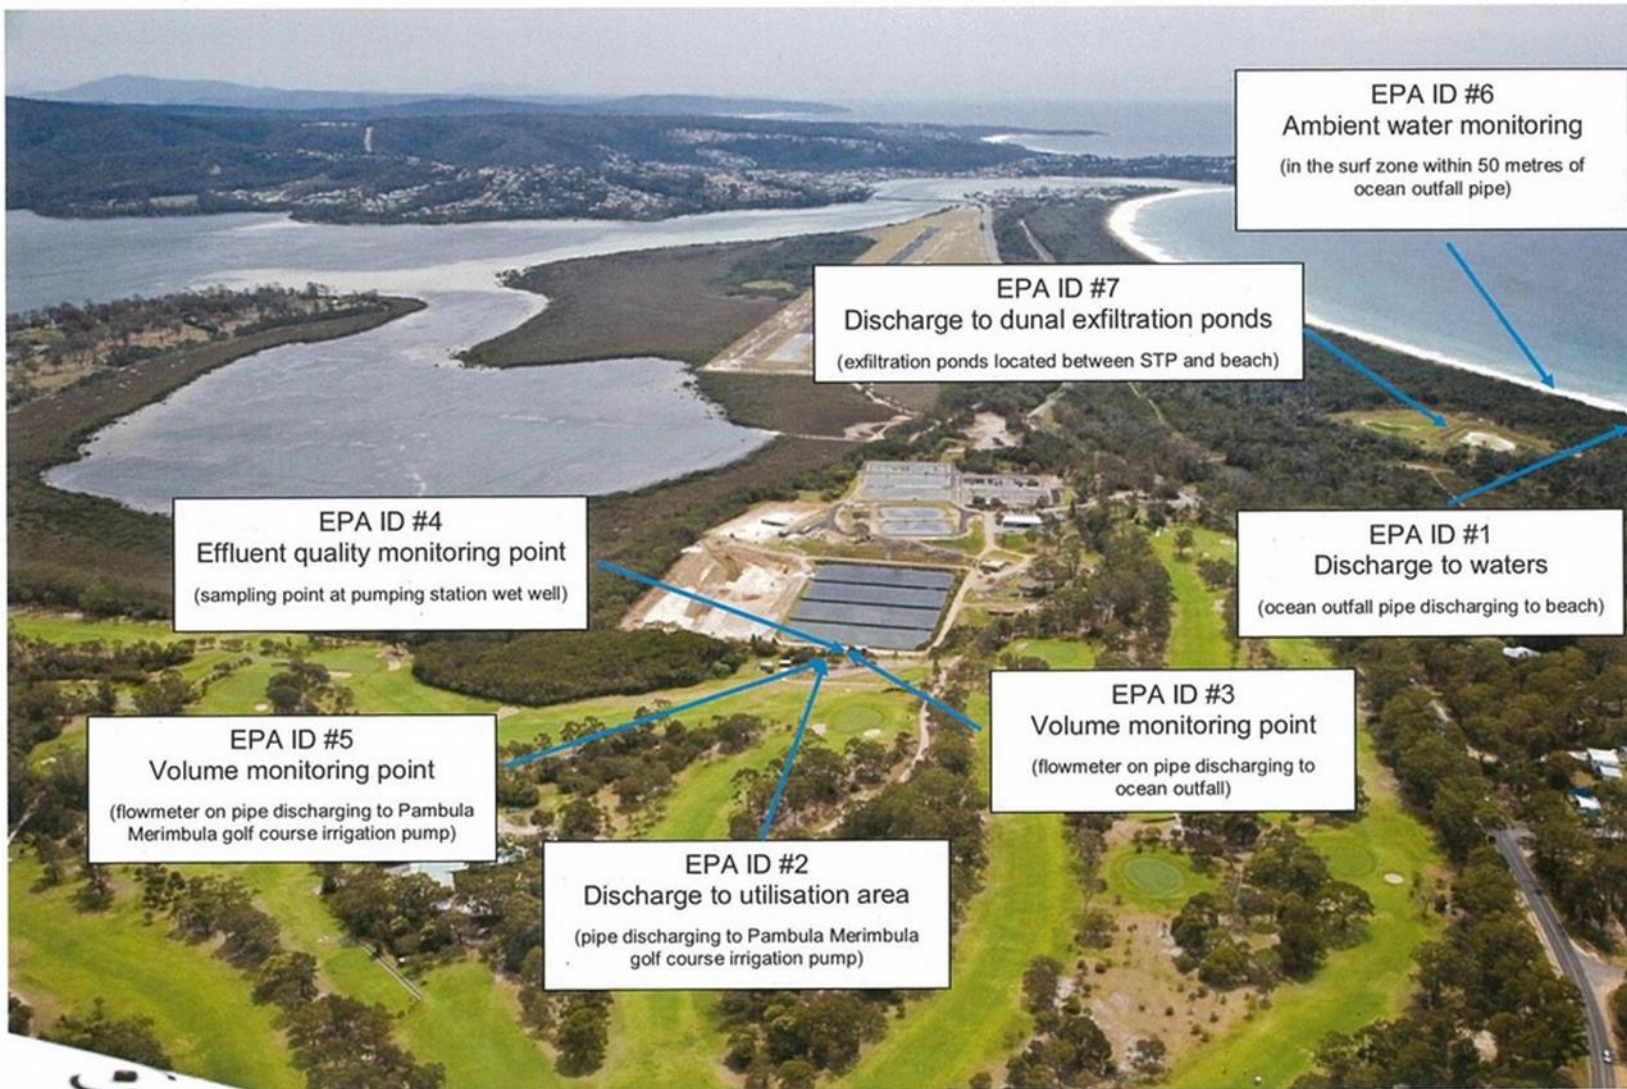 EPA ID #6
Ambient water monitoring
(in the surf zone within 50 metres of
ocean outfall pipe)
EPA ID #7
Discharge to dunal exfiltration ponds
(exfiltration ponds located between STP and beach)
EPA ID #4
Effluent quality monitoring point
(sampling point at pumping station wet well)
EPA ID #1
Discharge to waters
(ocean outfall pipe discharging to beach)
EPA ID #5
Volume monitoring point
(flowmeter on pipe discharging to Pambula
Merimbula golf course irrigation pump)
EPA ID #3
Volume monitoring point
(flowmeter on pipe discharging to
ocean outfall)
EPA ID #2
Discharge to utilisation area
(pipe discharging to Pambula Merimbula
golf course irrigation pump)